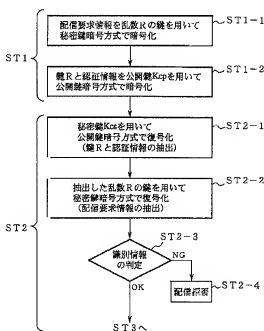 ST1-1
配信要求情報を乱数Rの鍵を用いて
秘密鍵暗号方式で暗号化
ST1
ST1-2
鍵Rと認証情報を公開鍵Kcpを用いて
公開鍵暗号方式で暗号化
ST2-1
秘密鍵Kcsを用いて
公開鍵暗号方式で復号化
(鍵Rと認証情報の抽出)
ST2-2
抽出した乱数Rの鍵を用いて
秘密鍵暗号方式で復号化
(配信要求情報の抽出)
ST2
ST2-3
識別情報
の判定
NG
ST2-4
OK
配信拒否
ST3へ